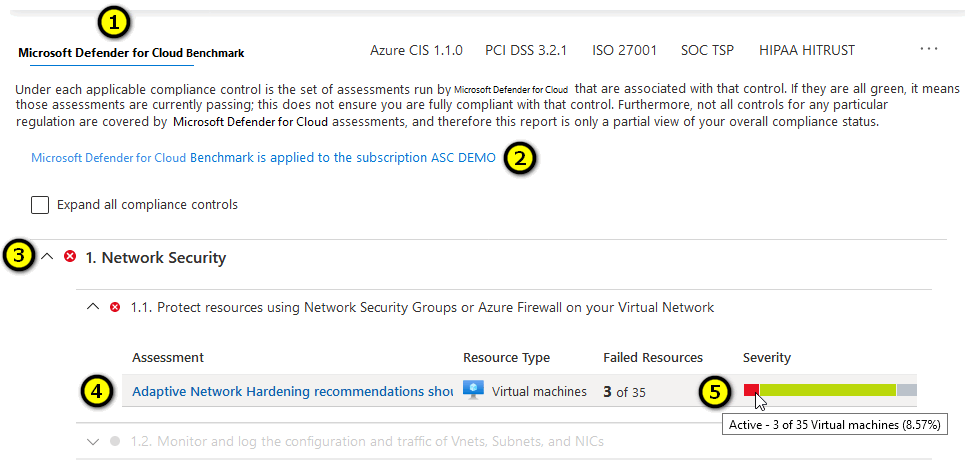 1
Microsoft Defender for Cloud Benchmark Azure CIS 1.1.0 PCI DSS 3.2.1 ISO 27001 SOC TSP HIPAA HITRUST ...
Under each applicable compliance control is the set of assessments run by Microsoft Defender for Cloud that are associated with that control. If they are all green, it means
those assessments are currently passing; this does not ensure you are fully compliant with that control. Furthermore, not all controls for any particular
regulation are covered by Microsoft Defender for Cloud assessments, and therefore this report is only a partial view of your overall compliance status.
Microsoft Defender for Cloud Benchmark is applied to the subscription ASC DEMO 2
Expand all compliance controls
3 1. Network Security
1.1. Protect resources using Network Security Groups or Azure Firewall on your Virtual Network
Assessment Resource Type Failed Resources Severity
4 Adaptive Network Hardening recommendations shou Virtual machines 3 of 35 5
Active - 3 of 35 Virtual machines (8.57%)
1.2. Monitor and log the configuration and traffic of Vnets, Subnets, and NICs